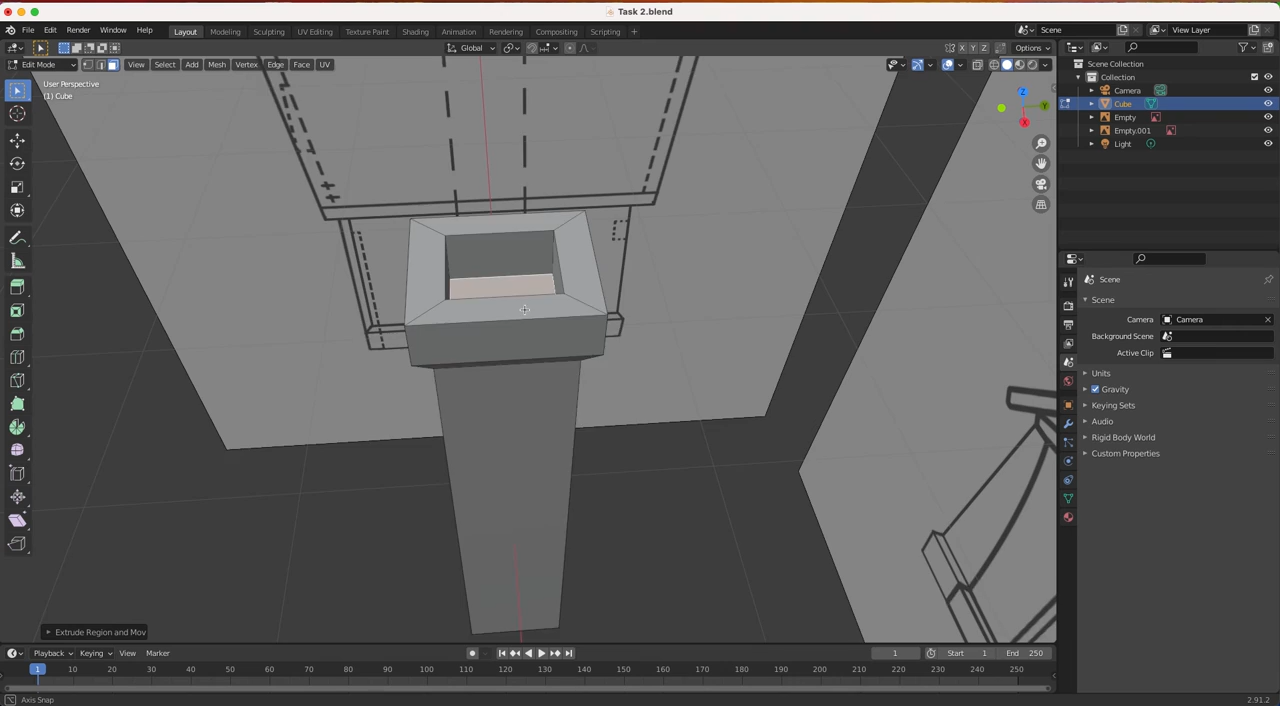 Task 2.blend
File Edit Render Window Help Layout Modeling Sculpting UV Editing Texture Paint Shading Animation Rendering Compositing Scripting + Scene View Layer
Global X Y Z Options
Edit Mode View Select Add Mesh Vertex Edge Face UV
User Perspective
(1) Cube
Z
Y
X
Scene Collection
Collection
Camera
Cube
Empty
Empty.001
Light
Scene
Scene
Camera Camera
Background Scene
Active Clip
Units
Gravity
Keying Sets
Audio
Rigid Body World
Custom Properties
Extrude Region and Mov
Playback Keying View Marker 1 Start 1 End 250
1 10 20 30 40 50 60 70 80 90 100 110 120 130 140 150 160 170 180 190 200 210 220 230 240 250
Axis Snap 2.91.2